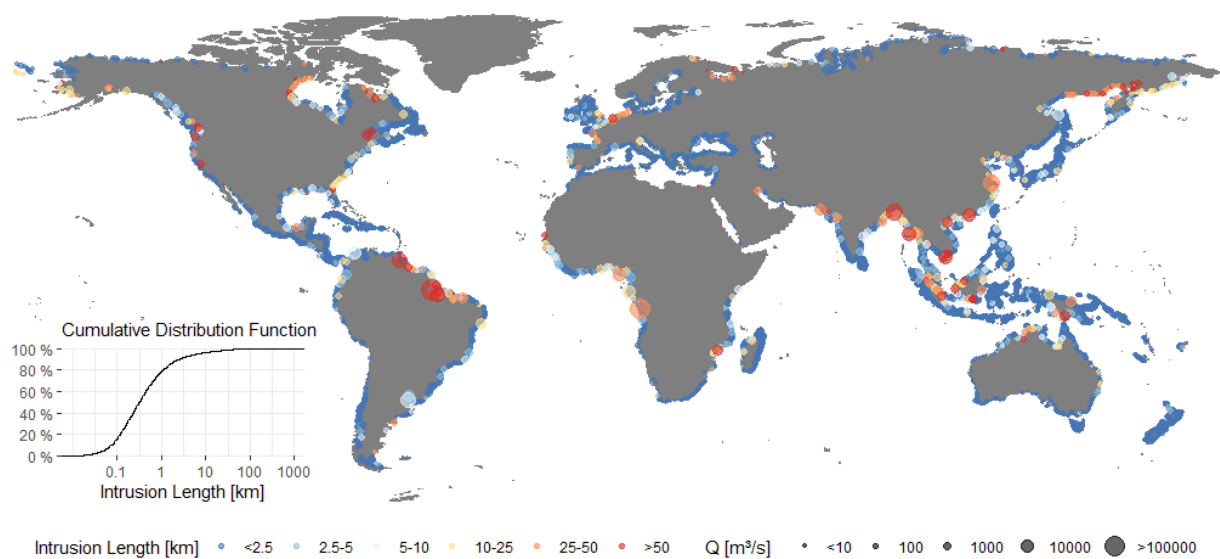 Cumulative Distribution Function
100 %
80 %
60 %
40 %
20 %
0 %
0.1 1 10 100 1000
Intrusion Length [km]
Intrusion Length [km] <2.5 2.5-5 5-10 10-25 25-50 >50 Q [m³/s] <10 100 1000 10000 >100000